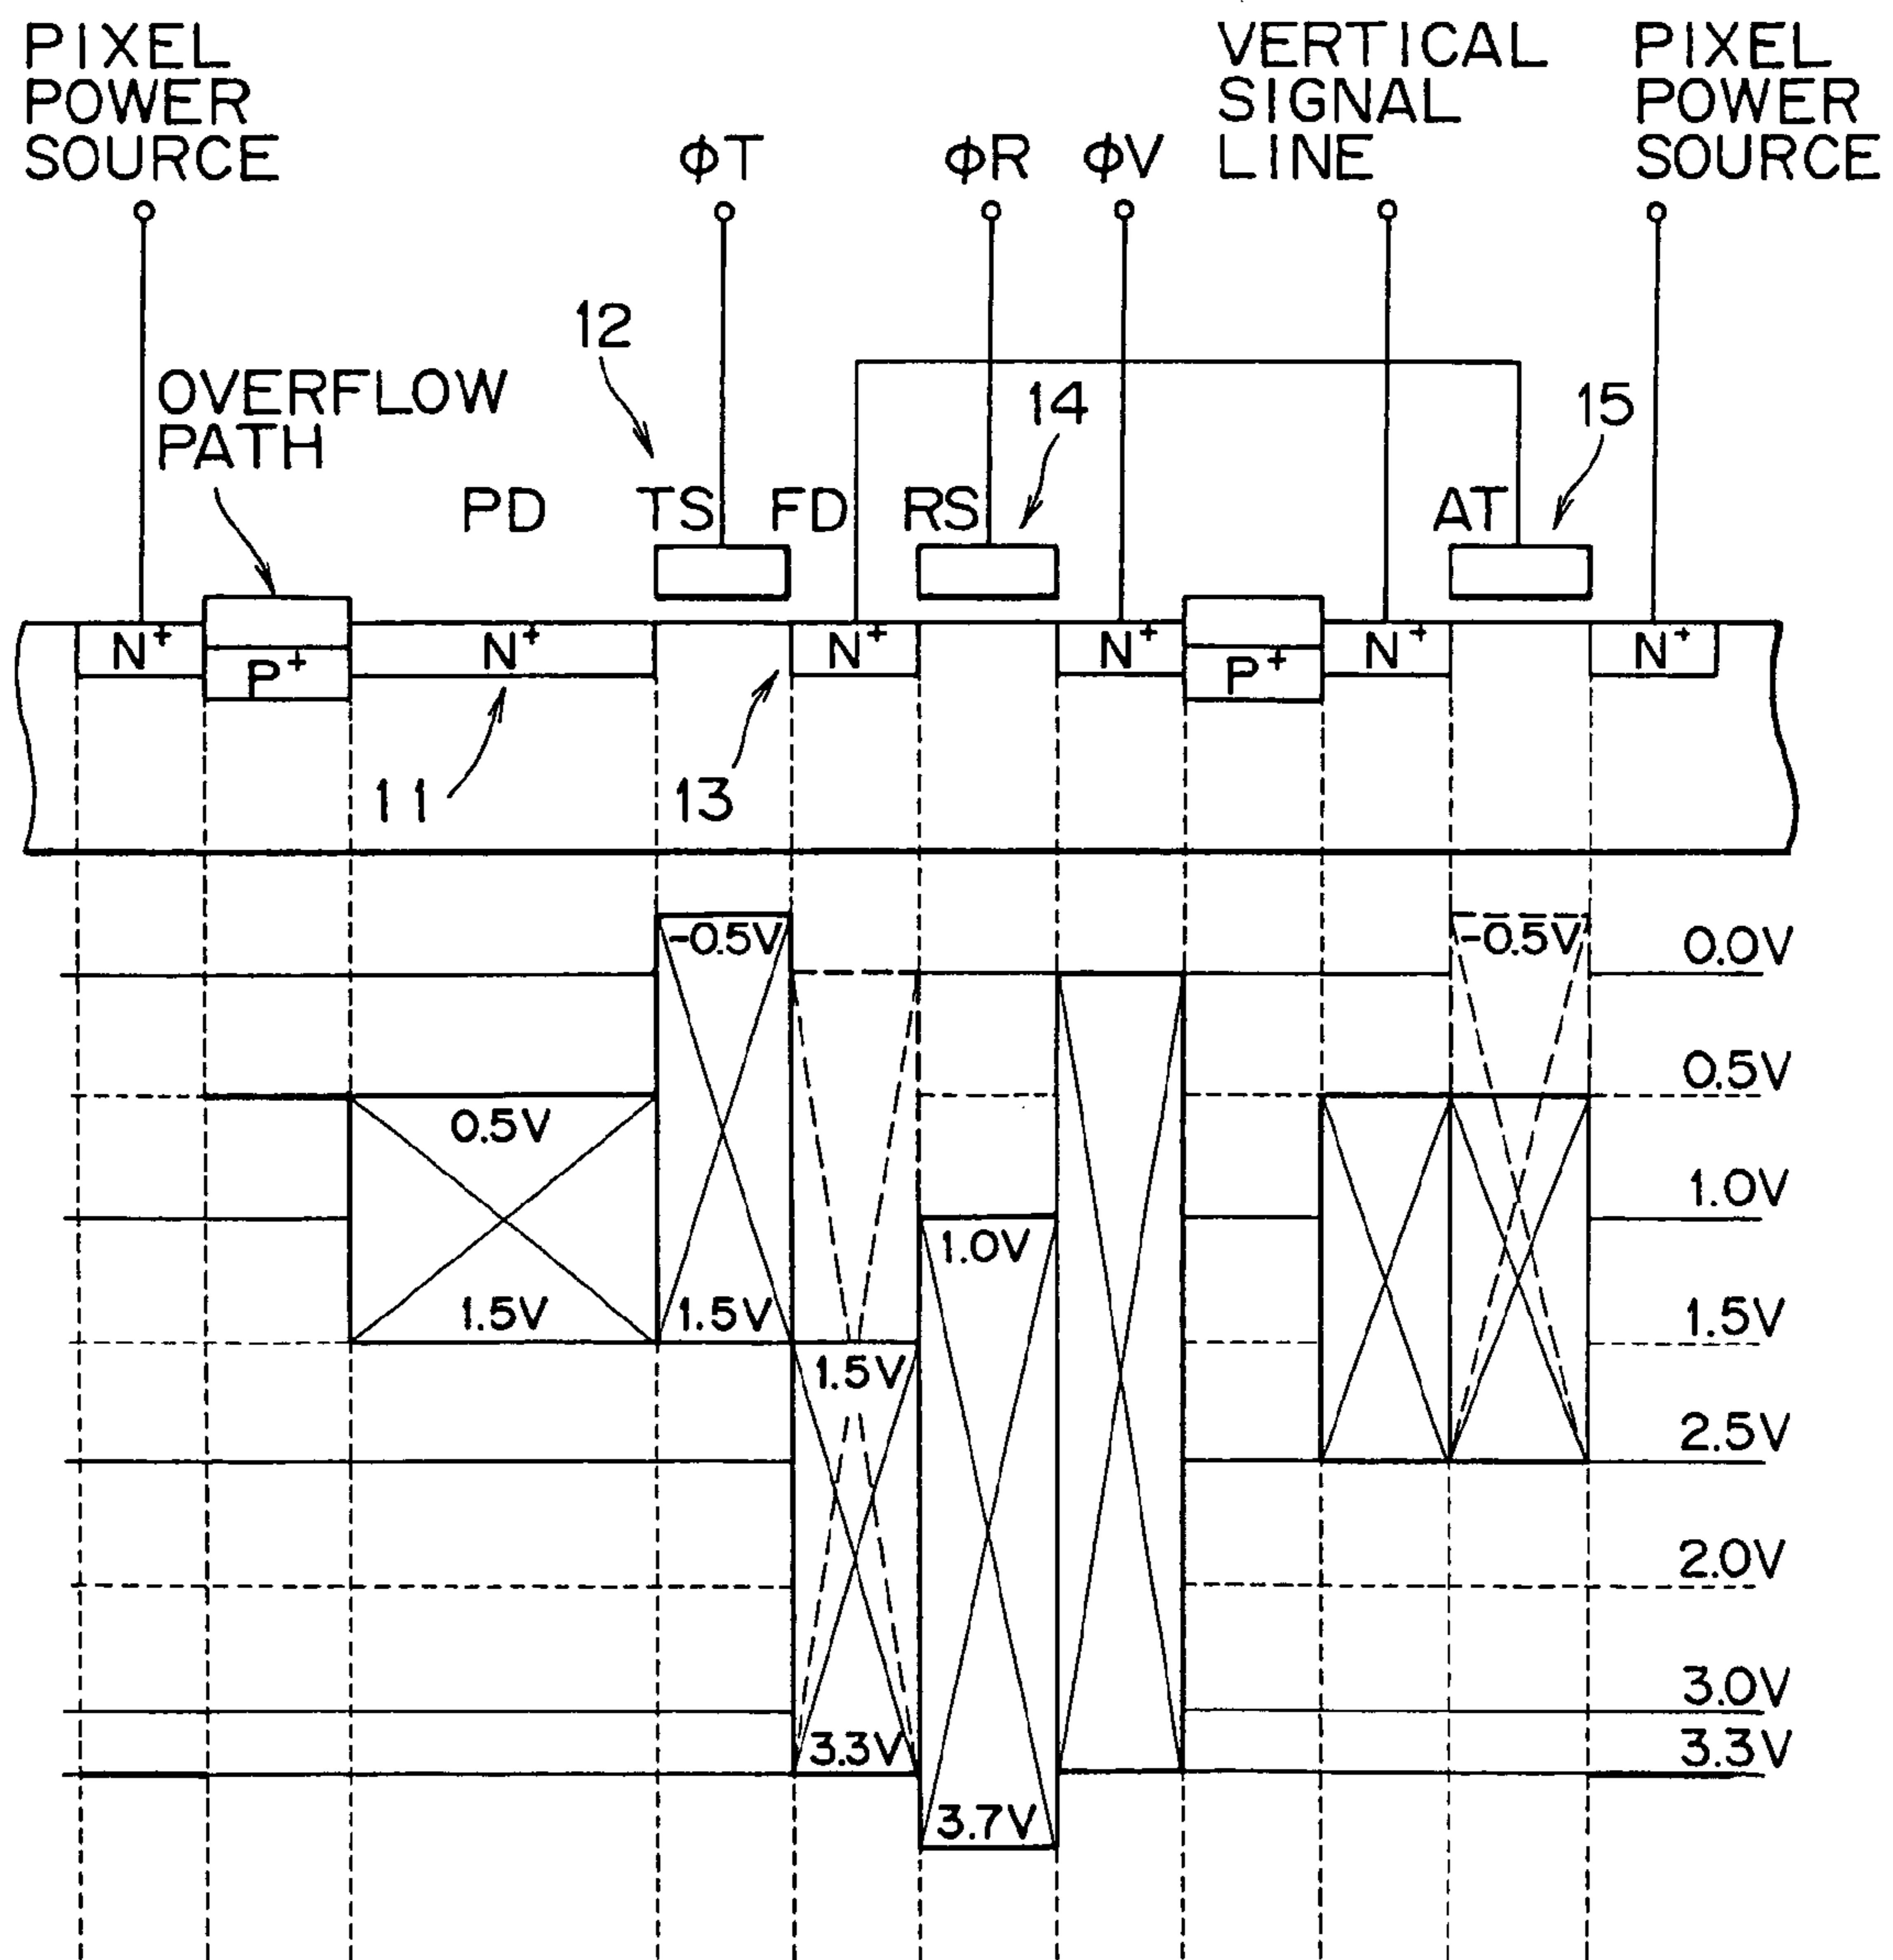 PIXEL
POWER
SOURCE
ΦT
ΦR
ΦV
VERTICAL
SIGNAL
LINE
PIXEL
POWER
SOURCE
12
OVERFLOW
PATH
14
15
PD
TS
FD
RS
AT
N+
P+
N+
N+
N+
P+
N+
N+
11
13
-0.5V
-0.5V
0.0V
0.5V
0.5V
1.0V
1.0V
1.5V
1.5V
1.5V
1.5V
2.5V
2.0V
3.0V
3.3V
3.3V
3.7V